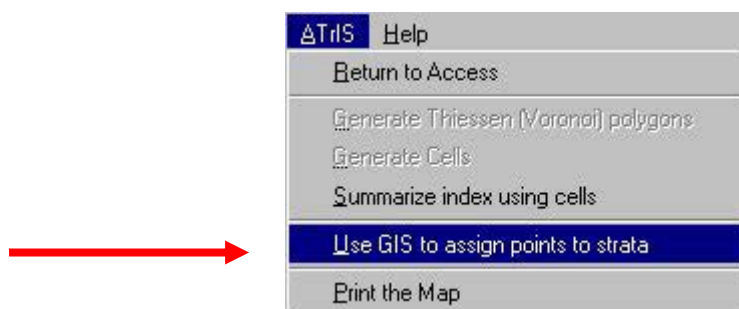 ATrIS Help
Return to Access
Generate Thiessen (Voronoi) polygons
Generate Cells
Summarize index using cells
Use GIS to assign points to strata
Print the Map